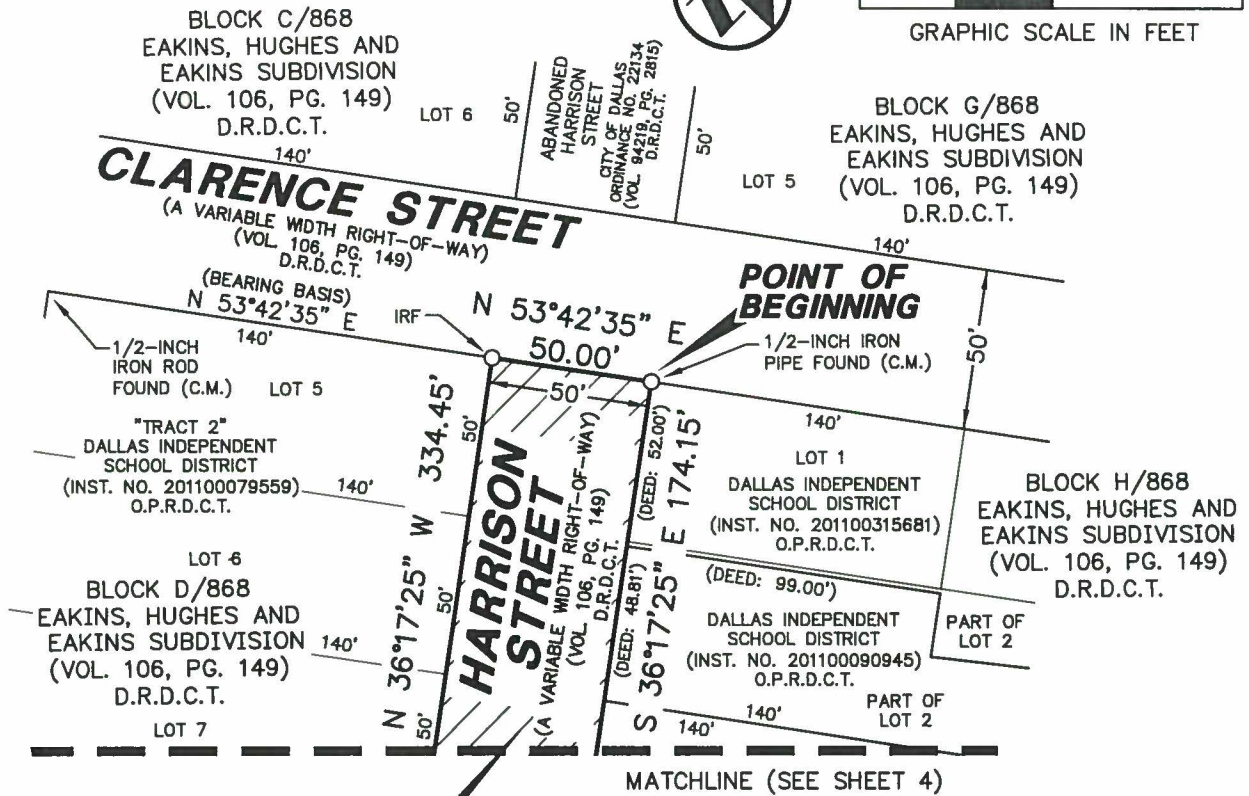 BLOCK C/868
EAKINS, HUGHES AND
EAKINS SUBDIVISION
(VOL. 106, PG. 149)
D.R.D.C.T.
LOT 6
50'
ABANDONED
HARRISON
STREET
CITY OF DALLAS
ORDINANCE NO. 22134
(VOL. 94219, PG. 2815)
D.R.D.C.T.
50'
GRAPHIC SCALE IN FEET
BLOCK G/868
EAKINS, HUGHES AND
EAKINS SUBDIVISION
(VOL. 106, PG. 149)
D.R.D.C.T.
LOT 5
140'
140'
CLARENCE STREET
(A VARIABLE WIDTH RIGHT-OF-WAY)
(VOL. 106, PG. 149)
D.R.D.C.T.
(BEARING BASIS)
N 53°42'35" E
140'
IRF
N 53°42'35" E
50.00'
50'
POINT OF
BEGINNING
1/2-INCH IRON
PIPE FOUND (C.M.)
50'
1/2-INCH
IRON ROD
FOUND (C.M.)
LOT 5
"TRACT 2"
DALLAS INDEPENDENT
SCHOOL DISTRICT
(INST. NO. 201100079559)
O.P.R.D.C.T.
140'
LOT 6
BLOCK D/868
EAKINS, HUGHES AND
EAKINS SUBDIVISION
(VOL. 106, PG. 149)
D.R.D.C.T.
140'
LOT 7
N 36°17'25" W 334.45'
50'
50'
50'
HARRISON
STREET
(A VARIABLE WIDTH RIGHT-OF-WAY)
(VOL. 106, PG. 149)
D.R.D.C.T.
(DEED: 52.00')
(DEED: 48.81')
S 36°17'25" E 174.15'
140'
LOT 1
DALLAS INDEPENDENT
SCHOOL DISTRICT
(INST. NO. 201100315681)
O.P.R.D.C.T.
(DEED: 99.00')
DALLAS INDEPENDENT
SCHOOL DISTRICT
(INST. NO. 201100090945)
O.P.R.D.C.T.
PART OF
LOT 2
PART OF
LOT 2
140'
140'
BLOCK H/868
EAKINS, HUGHES AND
EAKINS SUBDIVISION
(VOL. 106, PG. 149)
D.R.D.C.T.
MATCHLINE (SEE SHEET 4)